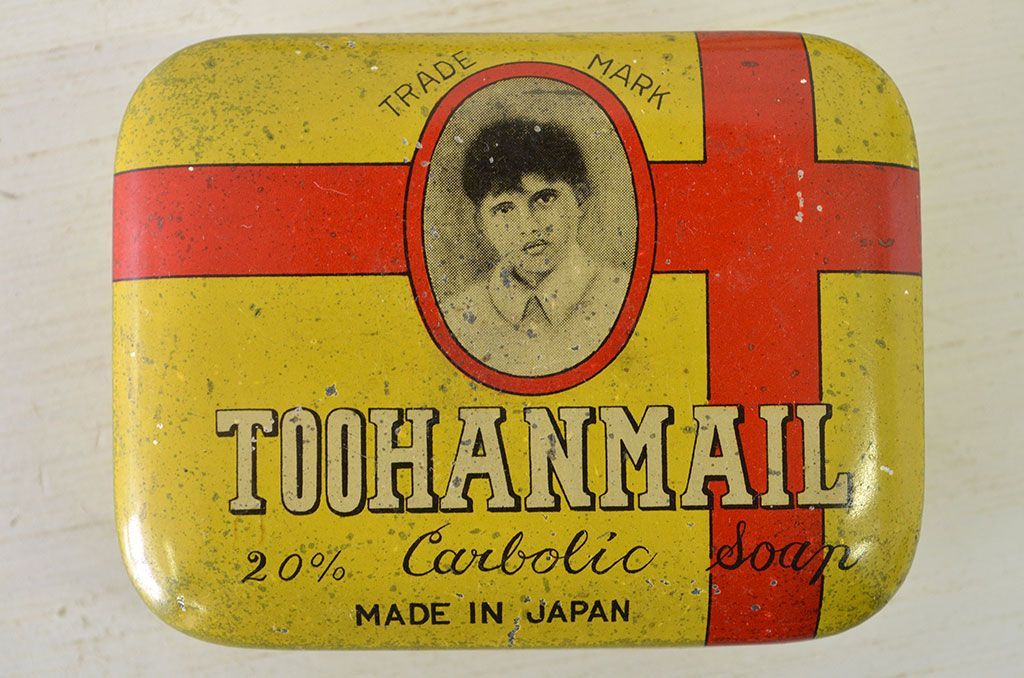 TRADE MARK
TOOHANMAIL
20% Carbolic Soap
MADE IN JAPAN